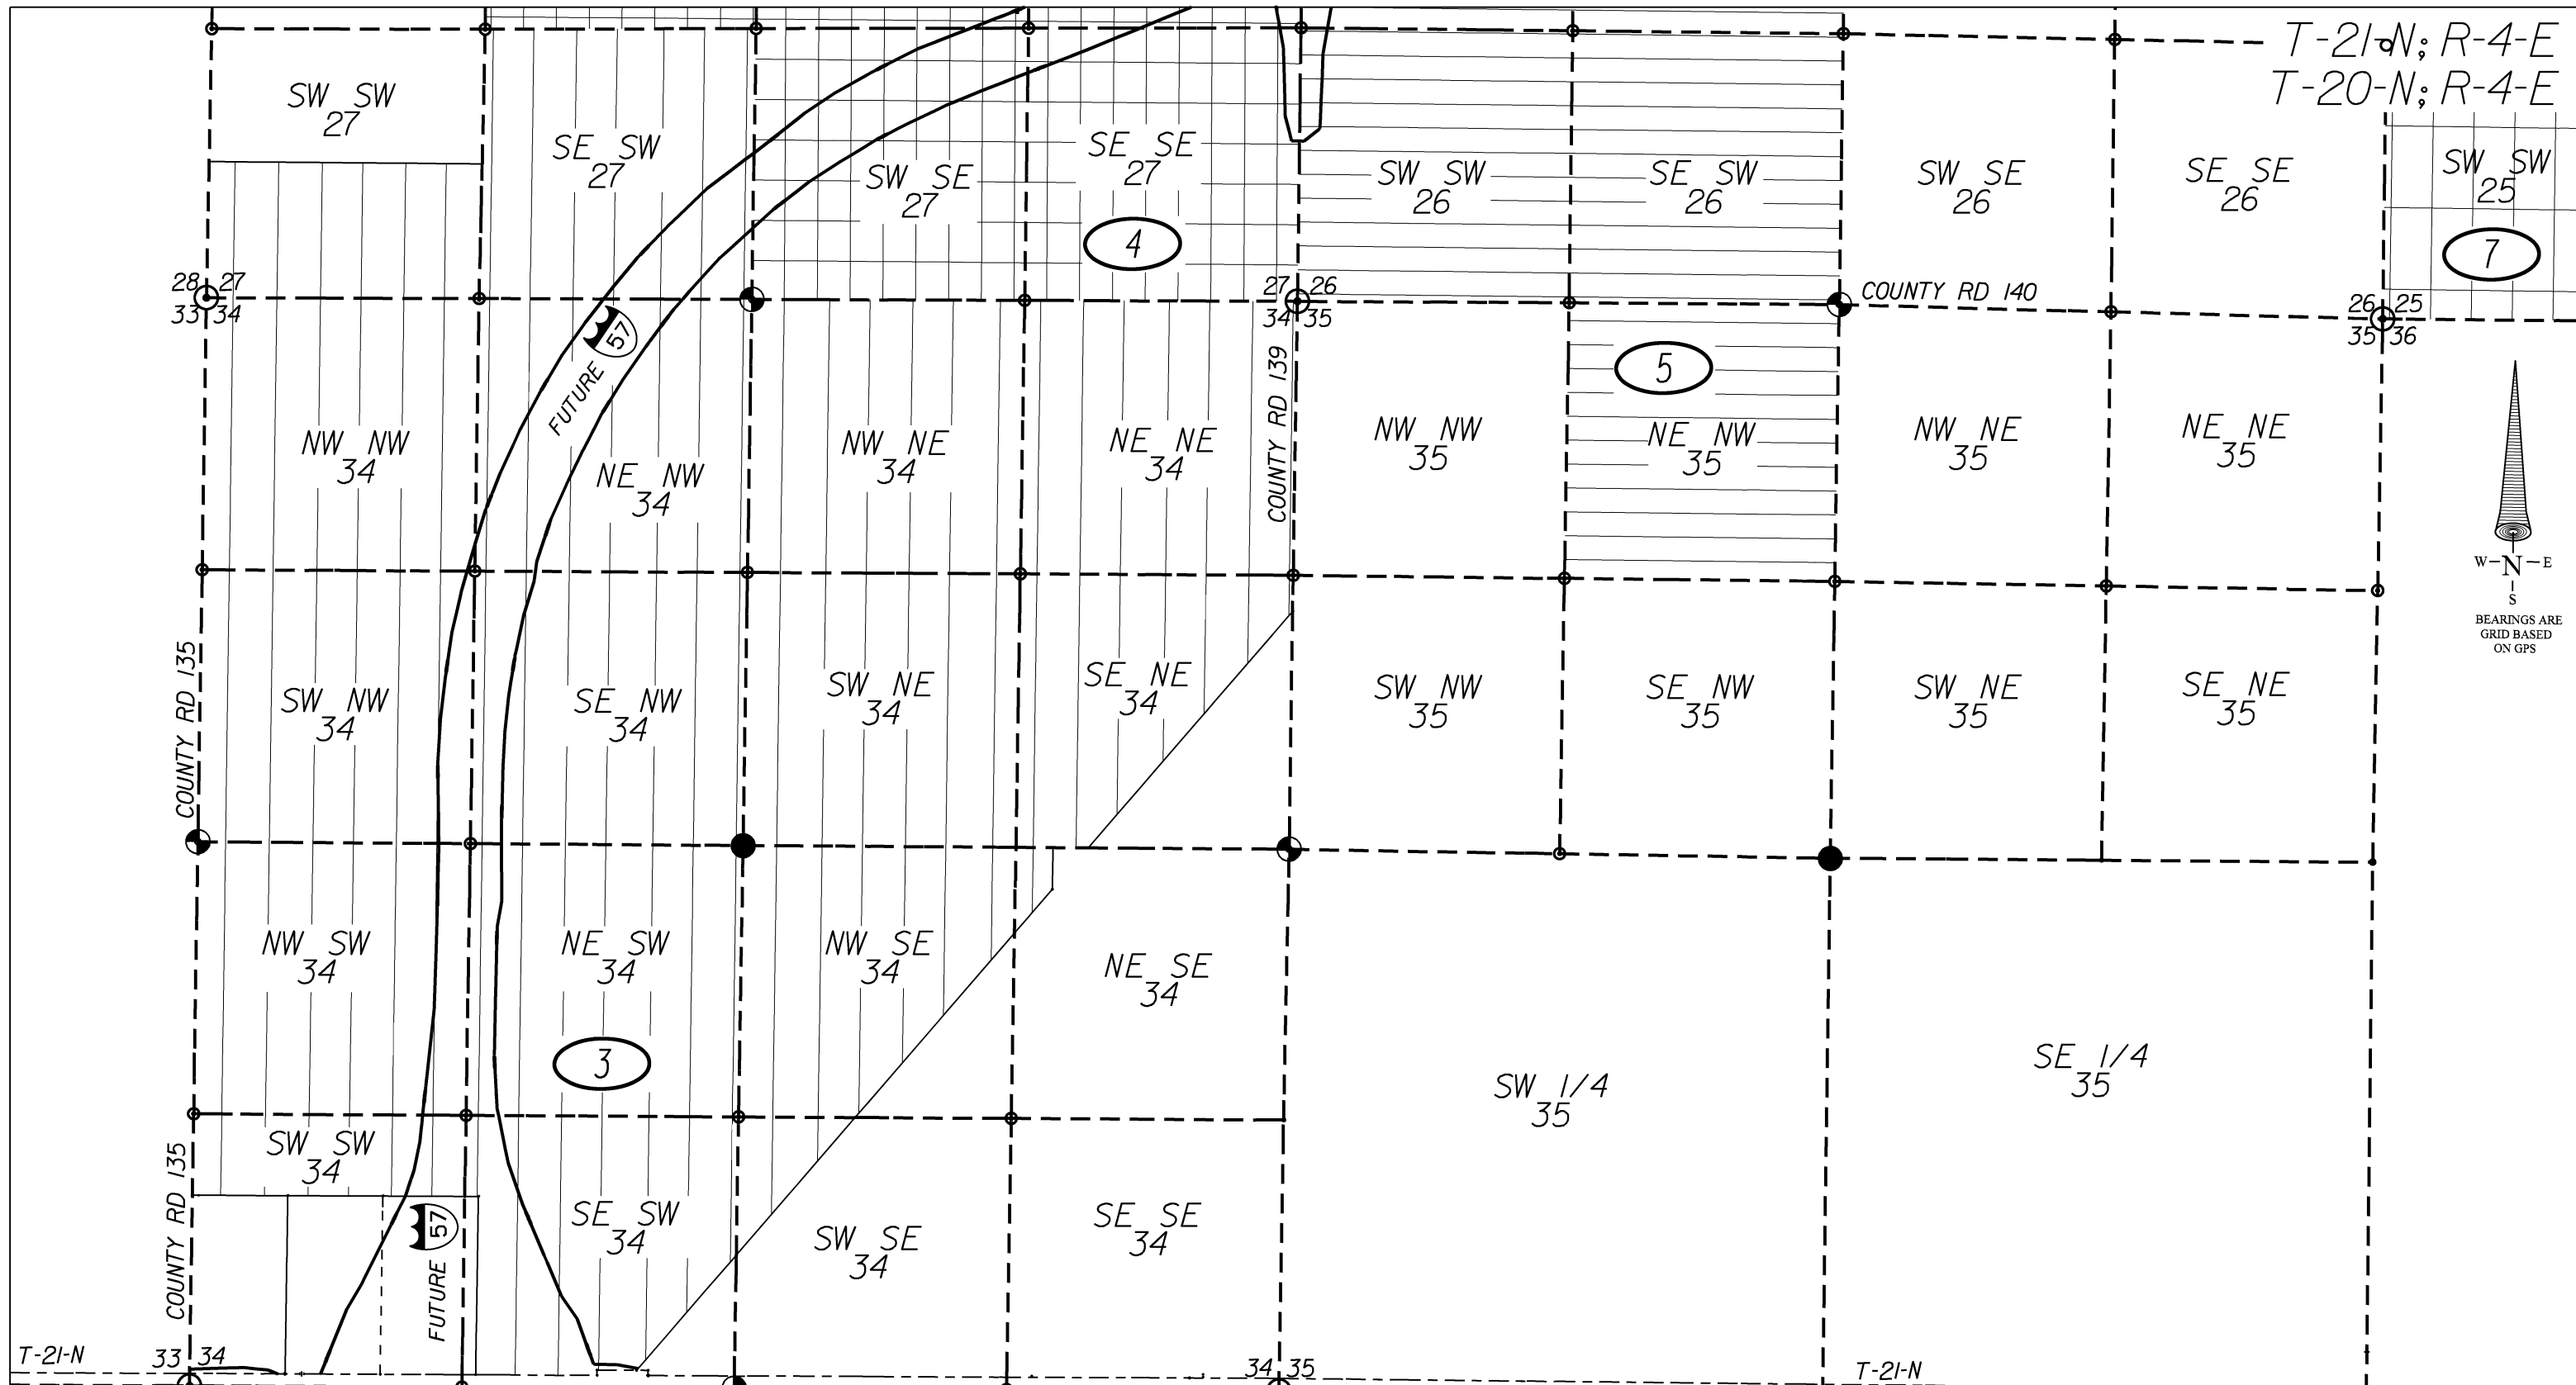 T-21-N; R-4-E
T-20-N; R-4-E
SW SW
27
SE SW
27
SW SE
27
SE SE
27
SW SW
26
SE SW
26
SW SE
26
SE SE
26
SW SW
25
4
7
28 27
33 34
27 26
34 35
COUNTY RD 140
26 25
35 36
FUTURE 57
COUNTY RD 139
5
NW NW
34
NE NW
34
NW NE
34
NE NE
34
NW NW
35
NE NW
35
NW NE
35
NE NE
35
W-N-E
S
BEARINGS ARE
GRID BASED
ON GPS
COUNTY RD 135
SW NW
34
SE NW
34
SW NE
34
SE NE
34
SW NW
35
SE NW
35
SW NE
35
SE NE
35
NW SW
34
NE SW
34
NW SE
34
NE SE
34
3
SW 1/4
35
SE 1/4
35
COUNTY RD 135
SW SW
34
FUTURE 57
SE SW
34
SW SE
34
SE SE
34
T-21-N
33 34
34 35
T-21-N